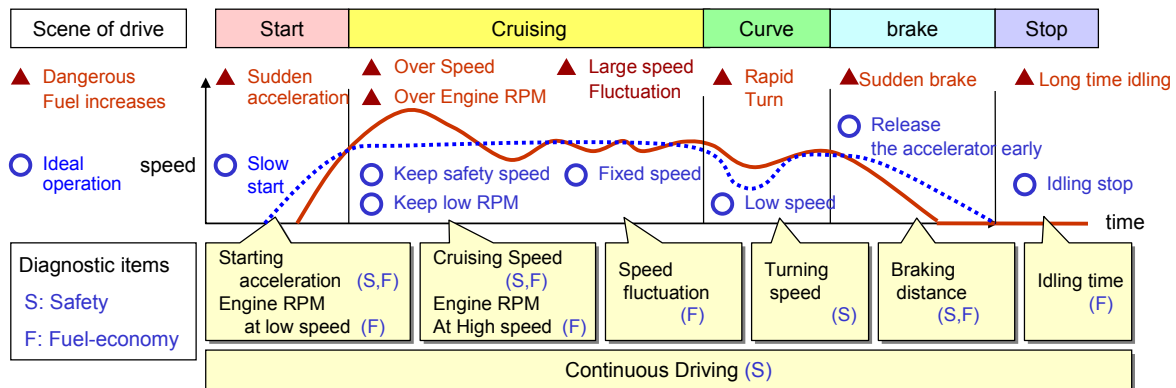 Scene of drive
Start
Cruising
Curve
brake
Stop
Dangerous
Fuel increases
Sudden
acceleration
Over Speed
Over Engine RPM
Large speed
Fluctuation
Rapid
Turn
Sudden brake
Long time idling
Ideal
operation
speed
Slow
start
Keep safety speed
Keep low RPM
Fixed speed
Low speed
Release
the accelerator early
Idling stop
time
Diagnostic items
S: Safety
F: Fuel-economy
Starting
acceleration (S,F)
Engine RPM
at low speed (F)
Cruising Speed
(S,F)
Engine RPM
At High speed (F)
Speed
fluctuation
(F)
Turning
speed
(S)
Braking
distance
(S,F)
Idling time
(F)
Continuous Driving (S)